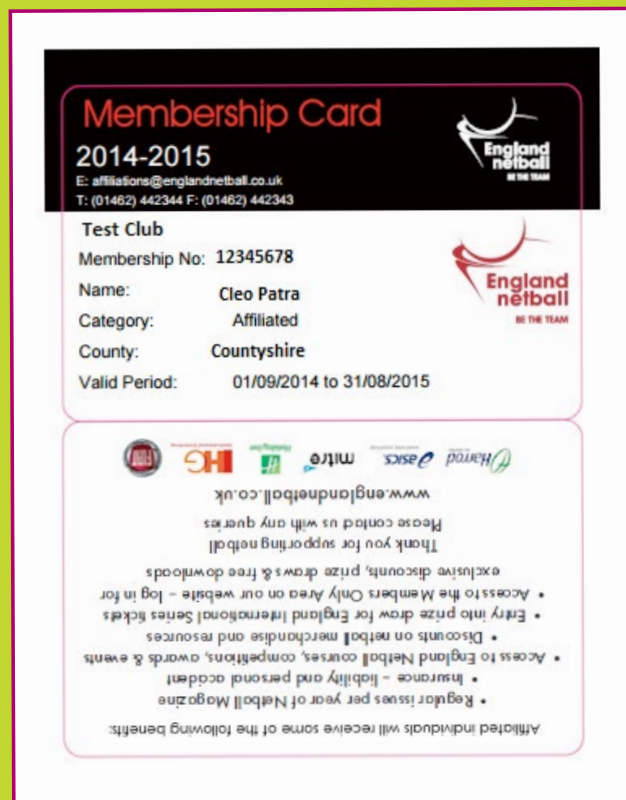 Membership Card
2014-2015
E: affiliations@englandnetball.co.uk
T: (01462) 442344 F: (01462) 442343
England
netball
BE THE TEAM
Test Club
Membership No: 12345678
Name: Cleo Patra
Category: Affiliated
County: Countyshire
Valid Period: 01/09/2014 to 31/08/2015
England
netball
BE THE TEAM
Affiliated individuals will receive some of the following benefits:
• Regular issues per year of Netball Magazine
• Insurance – liability and personal accident
• Access to England Netball courses, competitions, awards & events
• Discounts on netball merchandise and resources
• Entry into prize draw for England International Series tickets
• Access to the Members Only Area on our website – log in for
exclusive discounts, prize draws & free downloads
Thank you for supporting netball
Please contact us with any queries
www.englandnetball.co.uk
Harrod asics mitre Holiday Inn IHG FIAT